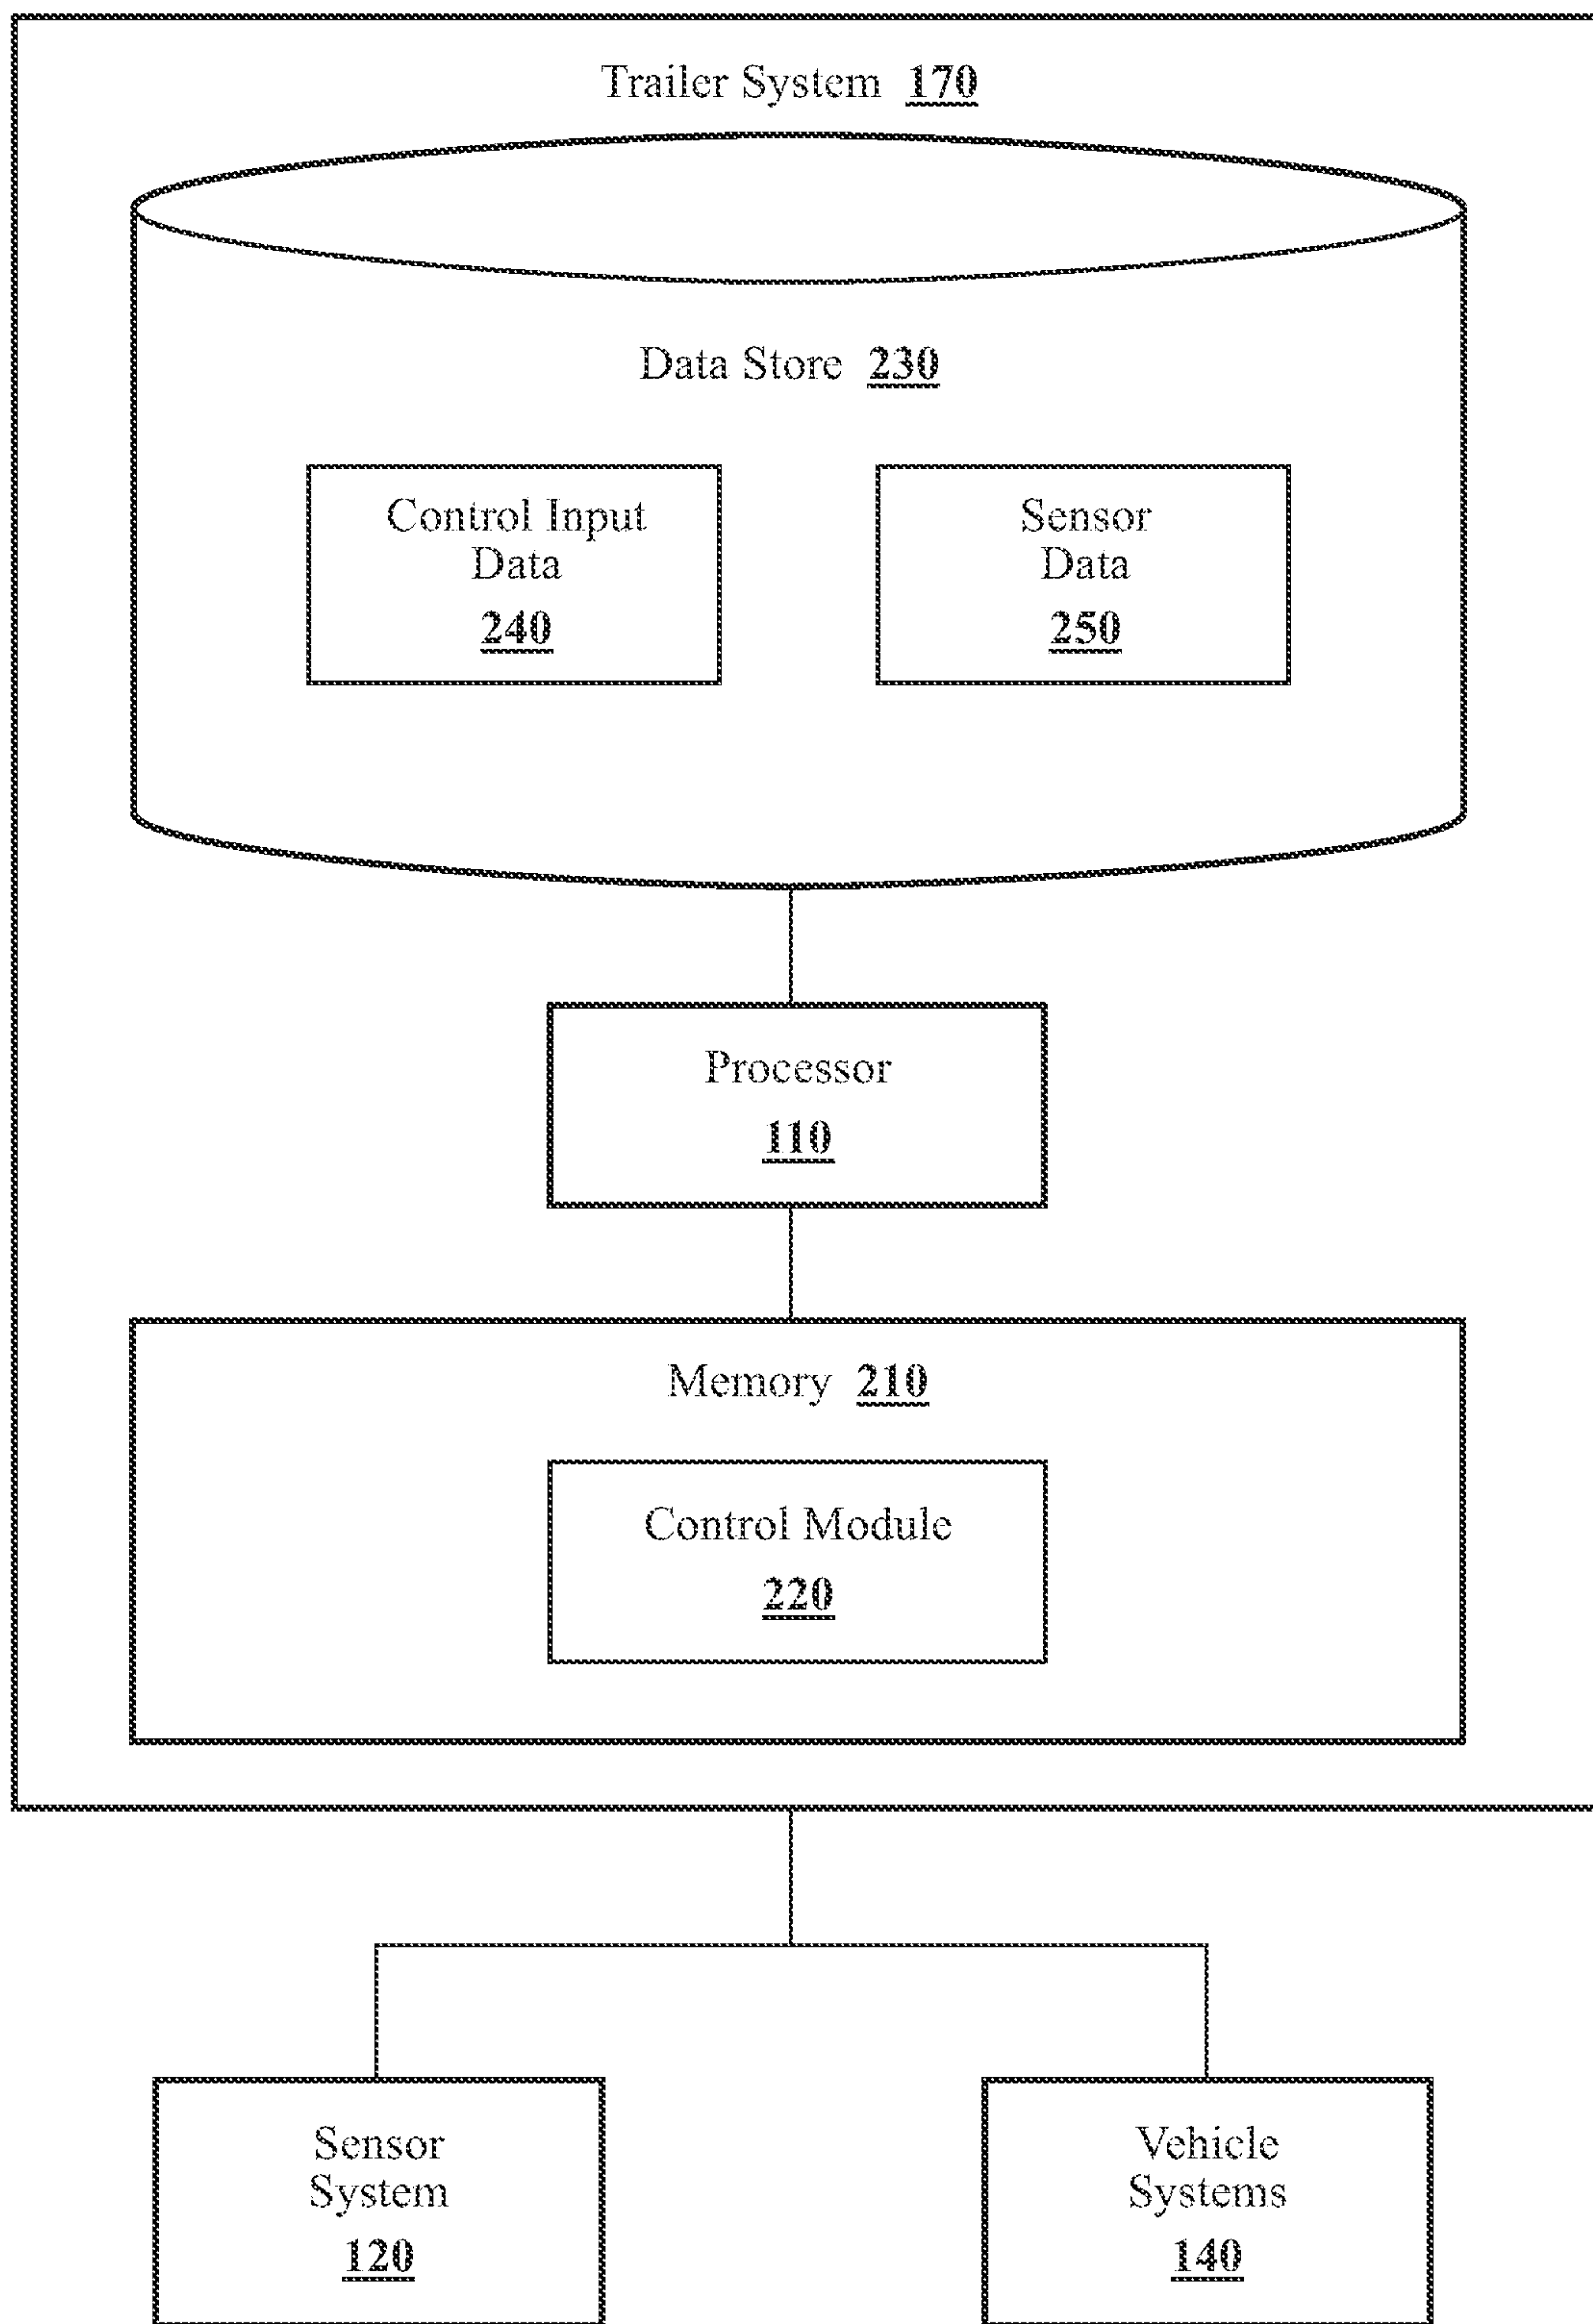 Trailer System 170
Data Store 230
Control Input
Data
240
Sensor
Data
250
Processor
110
Memory 210
Control Module
220
Sensor
System
120
Vehicle
Systems
140